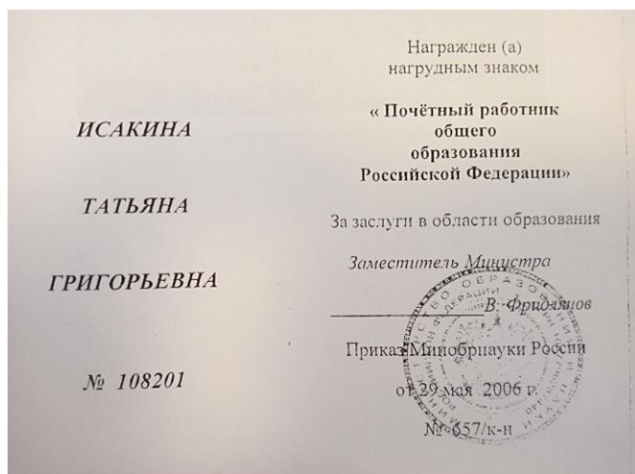 ИСАКИНА
ТАТЬЯНА
ГРИГОРЬЕВНА
№ 108201
Награжден (а)
нагрудным знаком
« Почётный работник
общего
образования
Российской Федерации»
За заслуги в области образования
Заместитель Министра
В. Фридлянов
Приказ Минобрнауки России
от 29 мая 2006 г.
№ 657/к-н